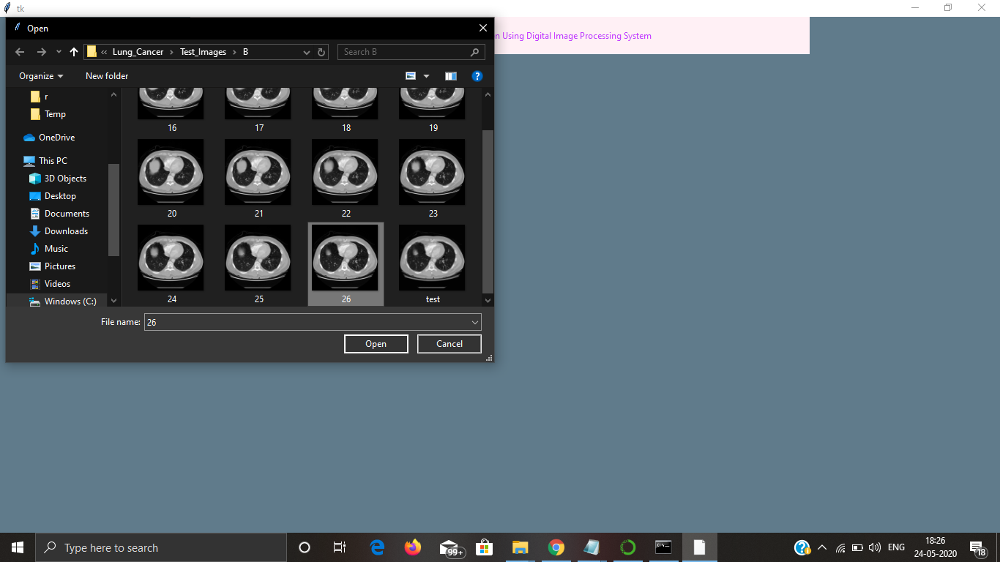 tk
Open
n Using Digital Image Processing System
« Lung_Cancer › Test_Images › B
Search B
Organize
New folder
?
r
Temp
OneDrive
This PC
3D Objects
Desktop
Documents
Downloads
Music
Pictures
Videos
Windows (C:)
16 17 18 19
20 21 22 23
24 25 26 test
File name: 26
Open Cancel
Type here to search
99+
ENG
18:26
24-05-2020
18